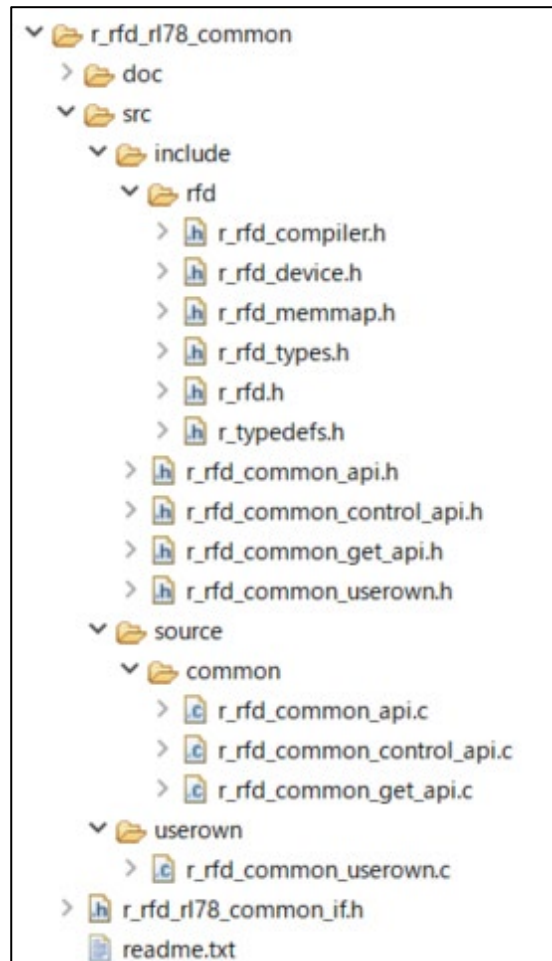 r_rfd_rl78_common
doc
src
include
rfd
r_rfd_compiler.h
r_rfd_device.h
r_rfd_memmap.h
r_rfd_types.h
r_rfd.h
r_typedefs.h
r_rfd_common_api.h
r_rfd_common_control_api.h
r_rfd_common_get_api.h
r_rfd_common_userown.h
source
common
r_rfd_common_api.c
r_rfd_common_control_api.c
r_rfd_common_get_api.c
userown
r_rfd_common_userown.c
r_rfd_rl78_common_if.h
readme.txt